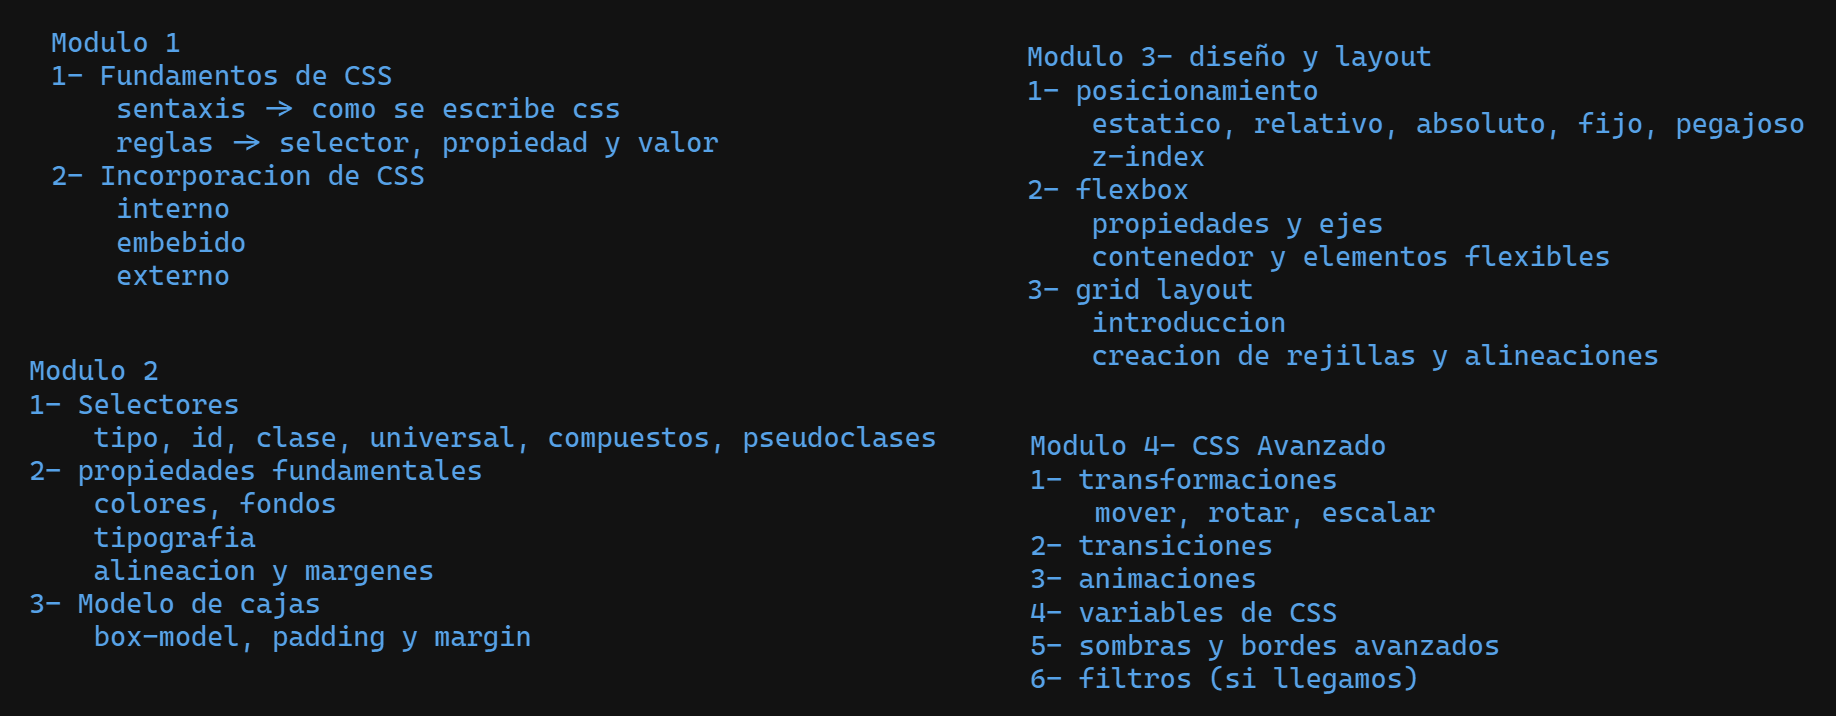 Modulo 1
1- Fundamentos de CSS
sentaxis -> como se escribe css
reglas -> selector, propiedad y valor
2- Incorporacion de CSS
interno
embebido
externo
Modulo 2
1- Selectores
tipo, id, clase, universal, compuestos, pseudoclases
2- propiedades fundamentales
colores, fondos
tipografia
alineacion y margenes
3- Modelo de cajas
box-model, padding y margin
Modulo 3- diseño y layout
1- posicionamiento
estatico, relativo, absoluto, fijo, pegajoso
z-index
2- flexbox
propiedades y ejes
contenedor y elementos flexibles
3- grid layout
introduccion
creacion de rejillas y alineaciones
Modulo 4- CSS Avanzado
1- transformaciones
mover, rotar, escalar
2- transiciones
3- animaciones
4- variables de CSS
5- sombras y bordes avanzados
6- filtros (si llegamos)